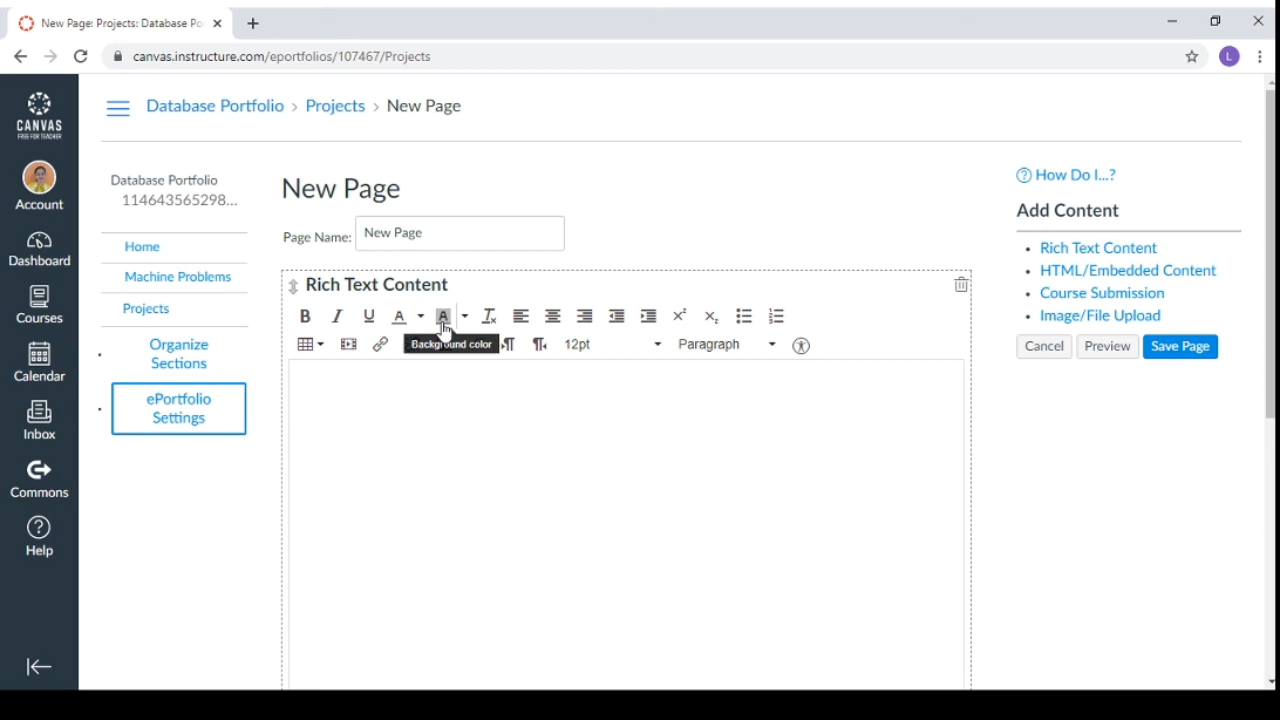 New Page: Projects: Database Po
canvas.instructure.com/eportfolios/107467/Projects
L
CANVAS
FREE FOR TEACHER
Account
Dashboard
Courses
Calendar
Inbox
Commons
Help
Database Portfolio > Projects > New Page
Database Portfolio
114643565298...
Home
Machine Problems
Projects
Organize
Sections
ePortfolio
Settings
New Page
Page Name: New Page
Rich Text Content
B I U A A
Background color 12pt Paragraph
How Do I...?
Add Content
Rich Text Content
HTML/Embedded Content
Course Submission
Image/File Upload
Cancel Preview Save Page